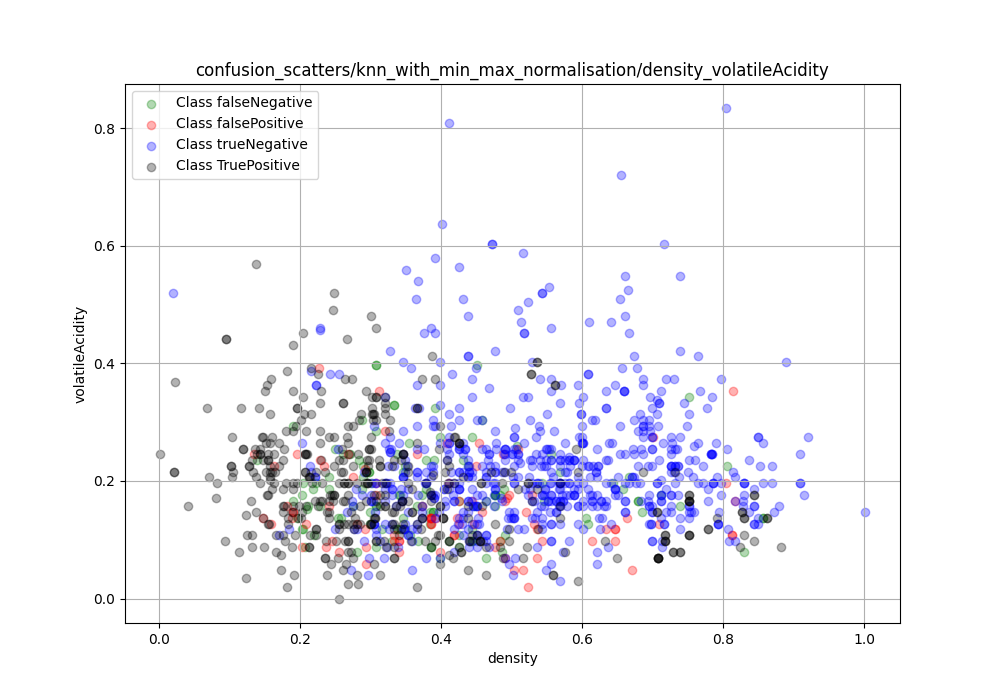 confusion_scatters/knn_with_min_max_normalisation/density_volatileAcidity
Class falseNegative
Class falsePositive
Class trueNegative
Class TruePositive
0.8
0.6
0.4
0.2
0.0
volatileAcidity
0.0 0.2 0.4 0.6 0.8 1.0
density